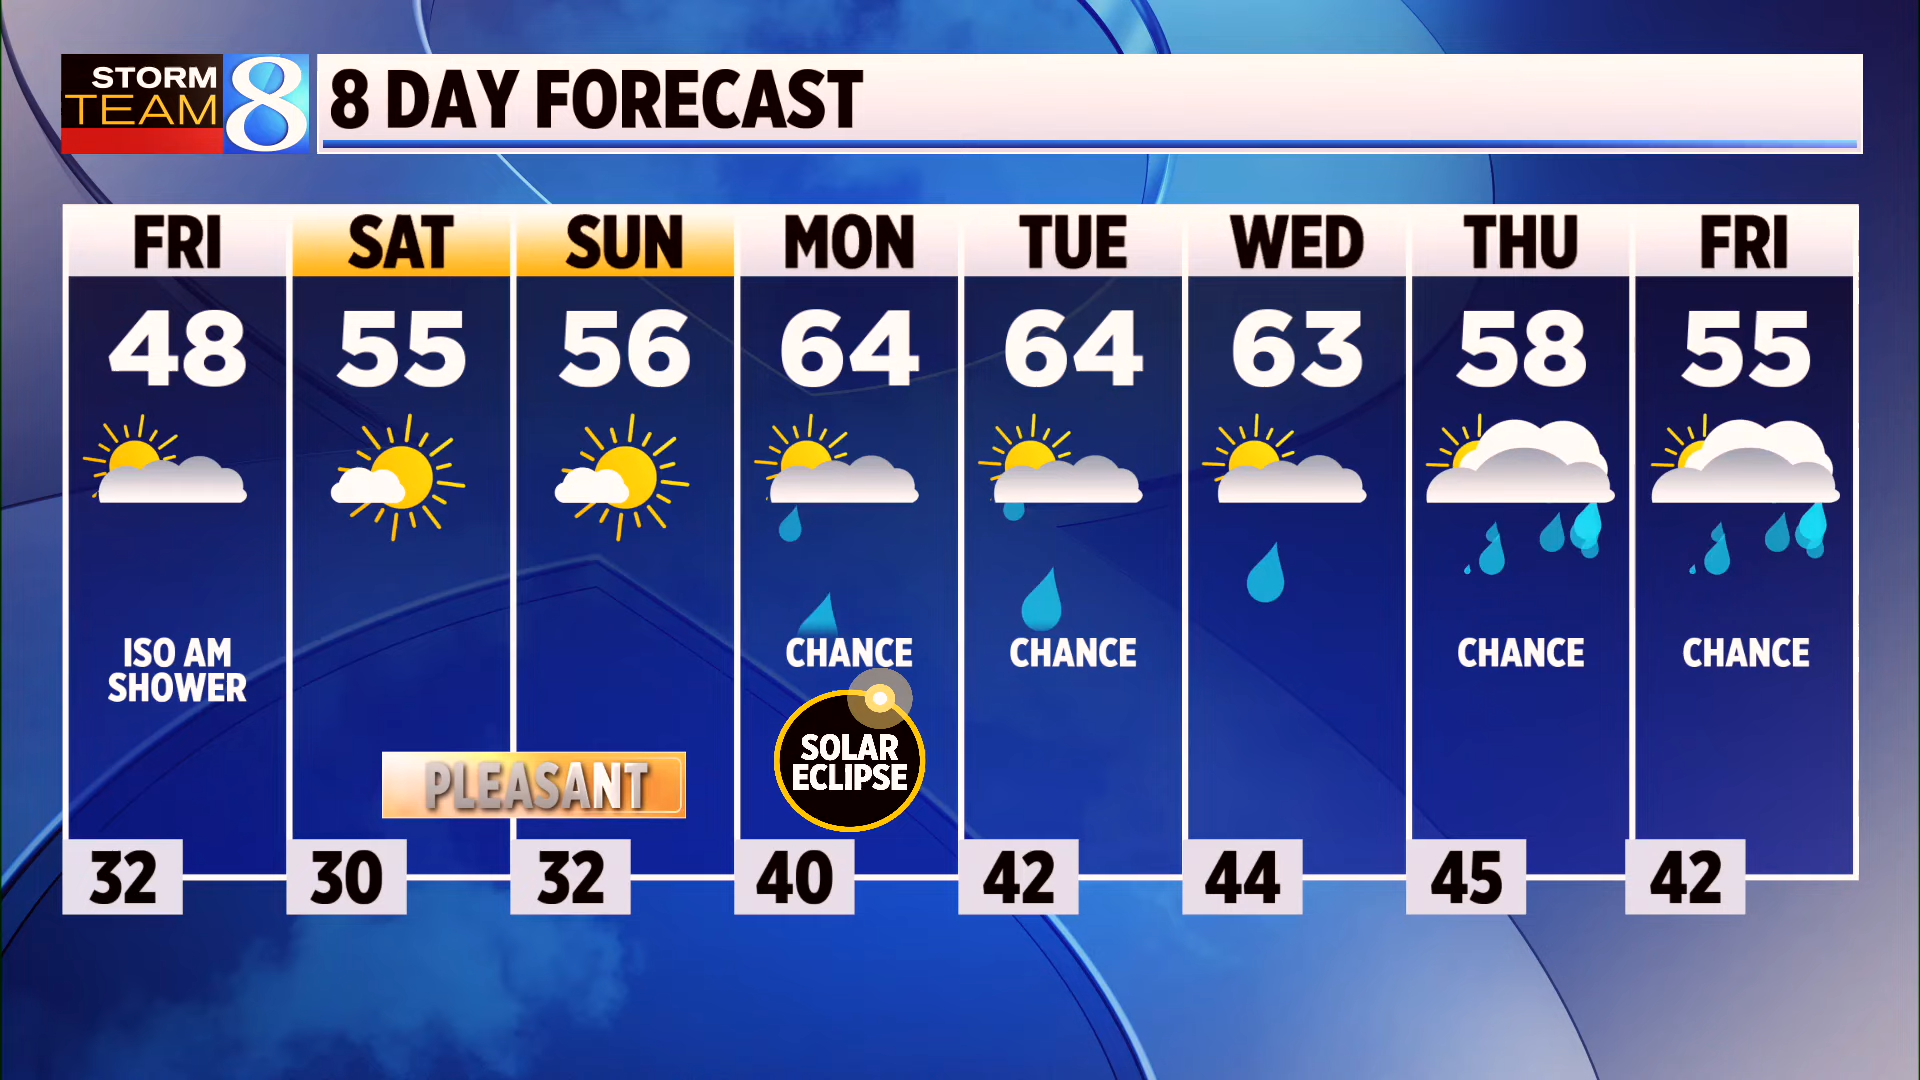 STORM
TEAM
8
8 DAY FORECAST
FRI SAT SUN MON TUE WED THU FRI
48 55 56 64 64 63 58 55
ISO AM
SHOWER
CHANCE CHANCE CHANCE CHANCE
SOLAR
ECLIPSE
PLEASANT
32 30 32 40 42 44 45 42